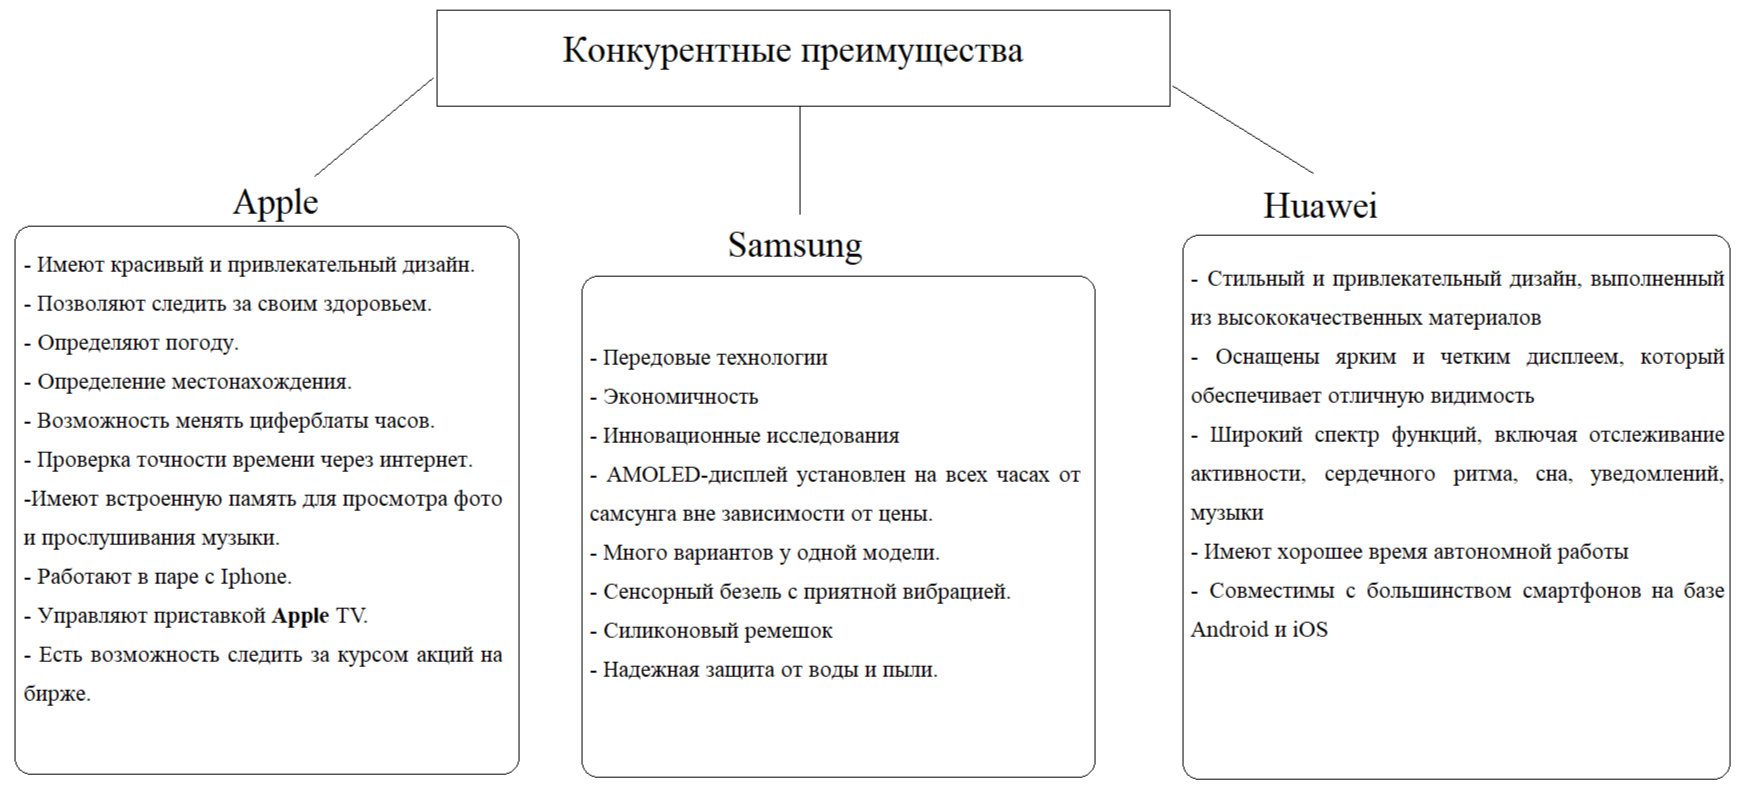 Конкурентные преимущества
Apple
- Имеют красивый и привлекательный дизайн.
- Позволяют следить за своим здоровьем.
- Определяют погоду.
- Определение местонахождения.
- Возможность менять циферблаты часов.
- Проверка точности времени через интернет.
-Имеют встроенную память для просмотра фото
и прослушивания музыки.
- Работают в паре с Iphone.
- Управляют приставкой Apple TV.
- Есть возможность следить за курсом акций на
бирже.
Samsung
- Передовые технологии
- Экономичность
- Инновационные исследования
- AMOLED-дисплей установлен на всех часах от
самсунга вне зависимости от цены.
- Много вариантов у одной модели.
- Сенсорный безель с приятной вибрацией.
- Силиконовый ремешок
- Надежная защита от воды и пыли.
Huawei
- Стильный и привлекательный дизайн, выполненный
из высококачественных материалов
- Оснащены ярким и четким дисплеем, который
обеспечивает отличную видимость
- Широкий спектр функций, включая отслеживание
активности, сердечного ритма, сна, уведомлений,
музыки
- Имеют хорошее время автономной работы
- Совместимы с большинством смартфонов на базе
Android и iOS